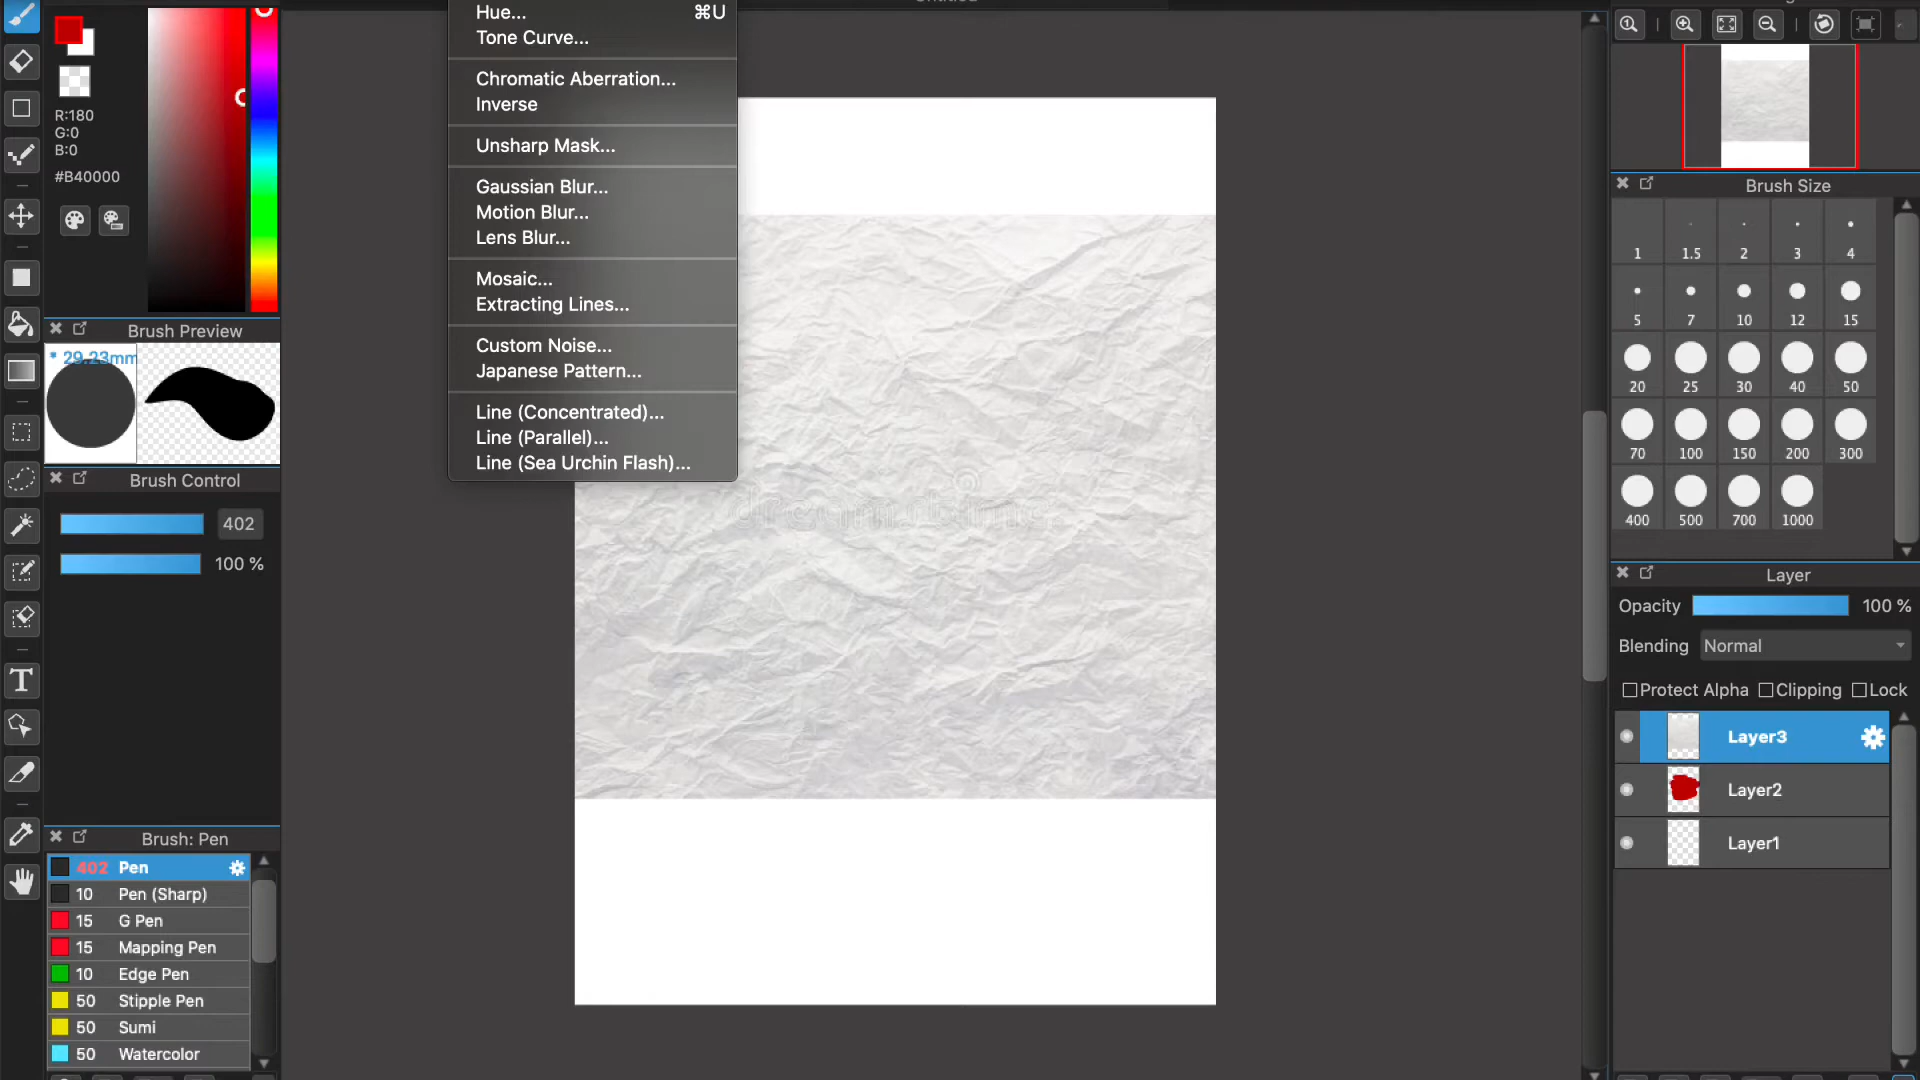 Hue... ⌘U
Tone Curve...
Chromatic Aberration...
Inverse
Unsharp Mask...
Gaussian Blur...
Motion Blur...
Lens Blur...
Mosaic...
Extracting Lines...
Custom Noise...
Japanese Pattern...
Line (Concentrated)...
Line (Parallel)...
Line (Sea Urchin Flash)...
R:180
G:0
B:0
#B40000
Brush Preview
* 29.23mm
Brush Control
402
100 %
Brush: Pen
402 Pen
10 Pen (Sharp)
15 G Pen
15 Mapping Pen
10 Edge Pen
50 Stipple Pen
50 Sumi
50 Watercolor
dreamstime
Brush Size
1 1.5 2 3 4
5 7 10 12 15
20 25 30 40 50
70 100 150 200 300
400 500 700 1000
Layer
Opacity 100 %
Blending Normal
Protect Alpha Clipping Lock
Layer3
Layer2
Layer1